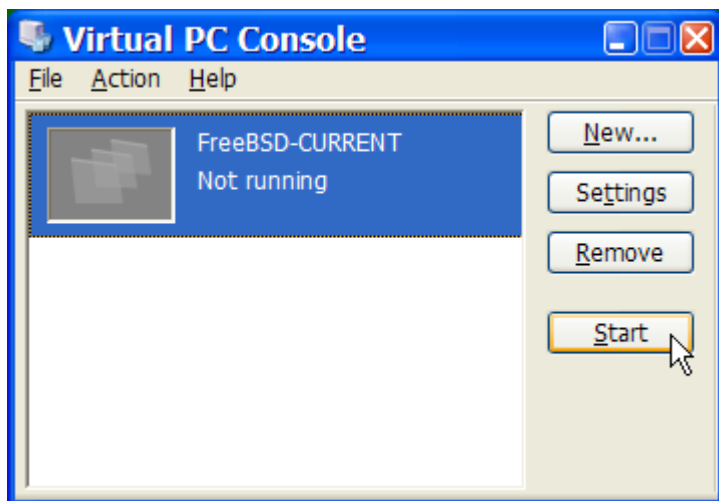 Virtual PC Console
File Action Help
FreeBSD-CURRENT
Not running
New...
Settings
Remove
Start